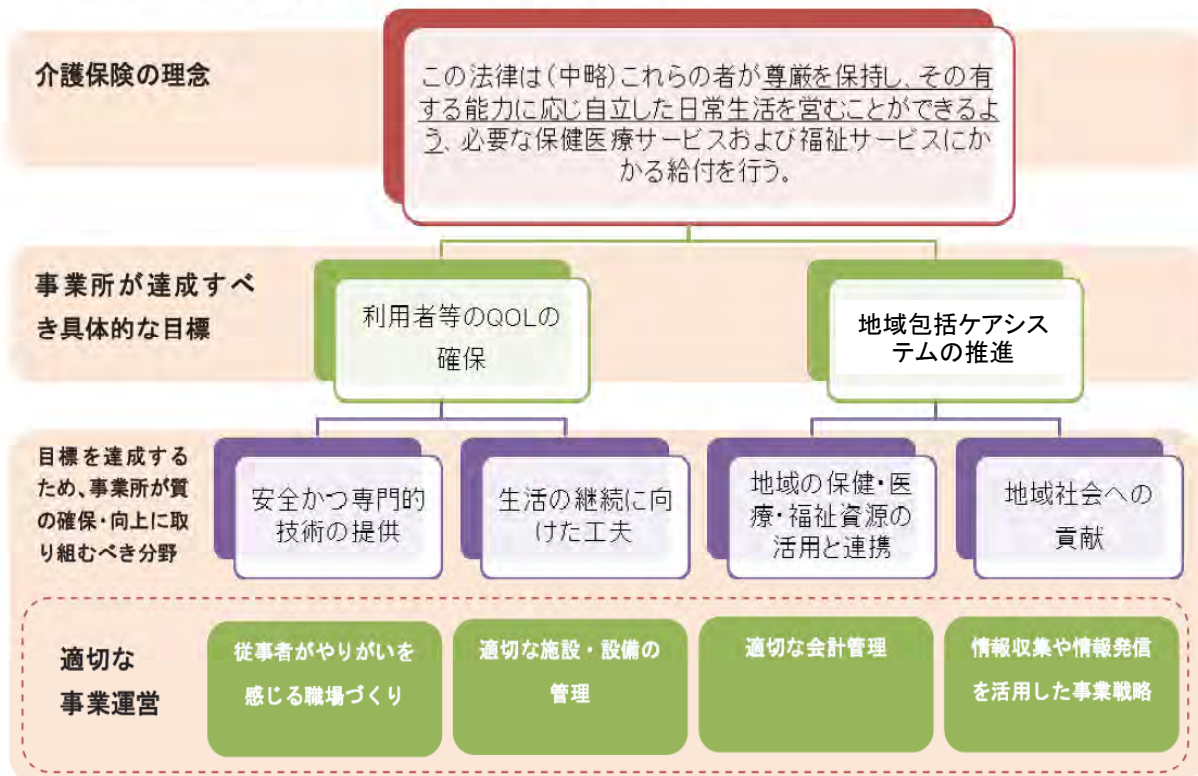 介護保険の理念
この法律は(中略)これらの者が尊厳を保持し、その有
する能力に応じ自立した日常生活を営むことができるよ
う、必要な保健医療サービスおよび福祉サービスにか
かる給付を行う。
事業所が達成すべ
き具体的な目標
利用者等のQOLの
確保
地域包括ケアシス
テムの推進
目標を達成する
ため、事業所が質
の確保・向上に取
り組むべき分野
安全かつ専門的
技術の提供
生活の継続に向
けた工夫
地域の保健・医
療・福祉資源の
活用と連携
地域社会への
貢献
適切な
事業運営
従事者がやりがいを
感じる職場づくり
適切な施設・設備の
管理
適切な会計管理
情報収集や情報発信
を活用した事業戦略